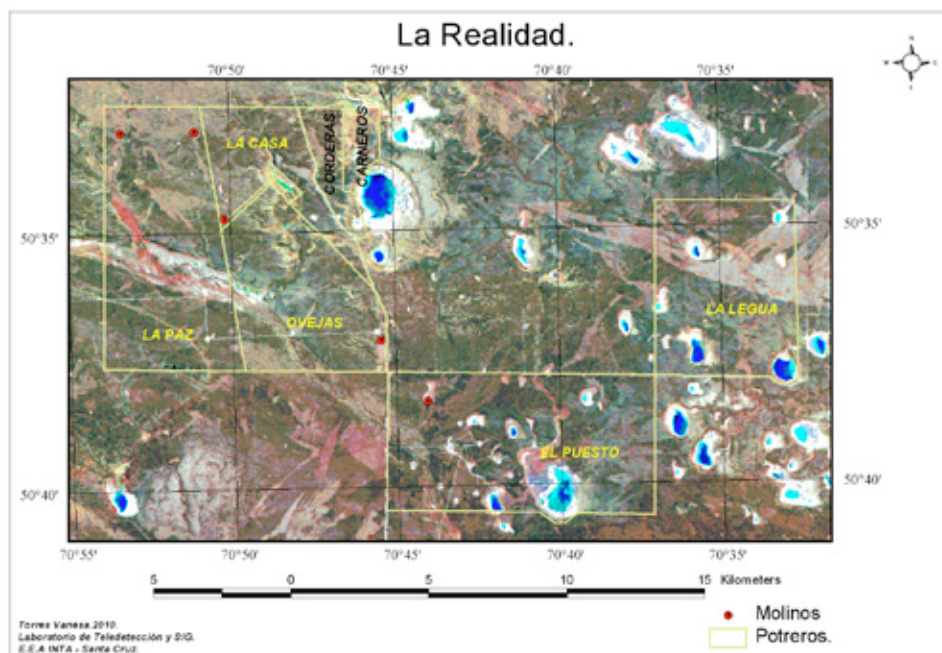 La Realidad.
N
W E
S
70°50' 70°45' 70°40' 70°35'
LA CASA
CORDERAS
CARNEROS
50°35' 50°35'
LA PAZ
OVEJAS
LA LEGUA
EL PUESTO
50°40' 50°40'
70°55' 70°50' 70°45' 70°40' 70°35'
5 0 5 10 15 Kilometers
Molinos
Potreros.
Torres Vanesa.2010.
Laboratorio de Teledetección y SIG.
E.E.A INTA - Santa Cruz.